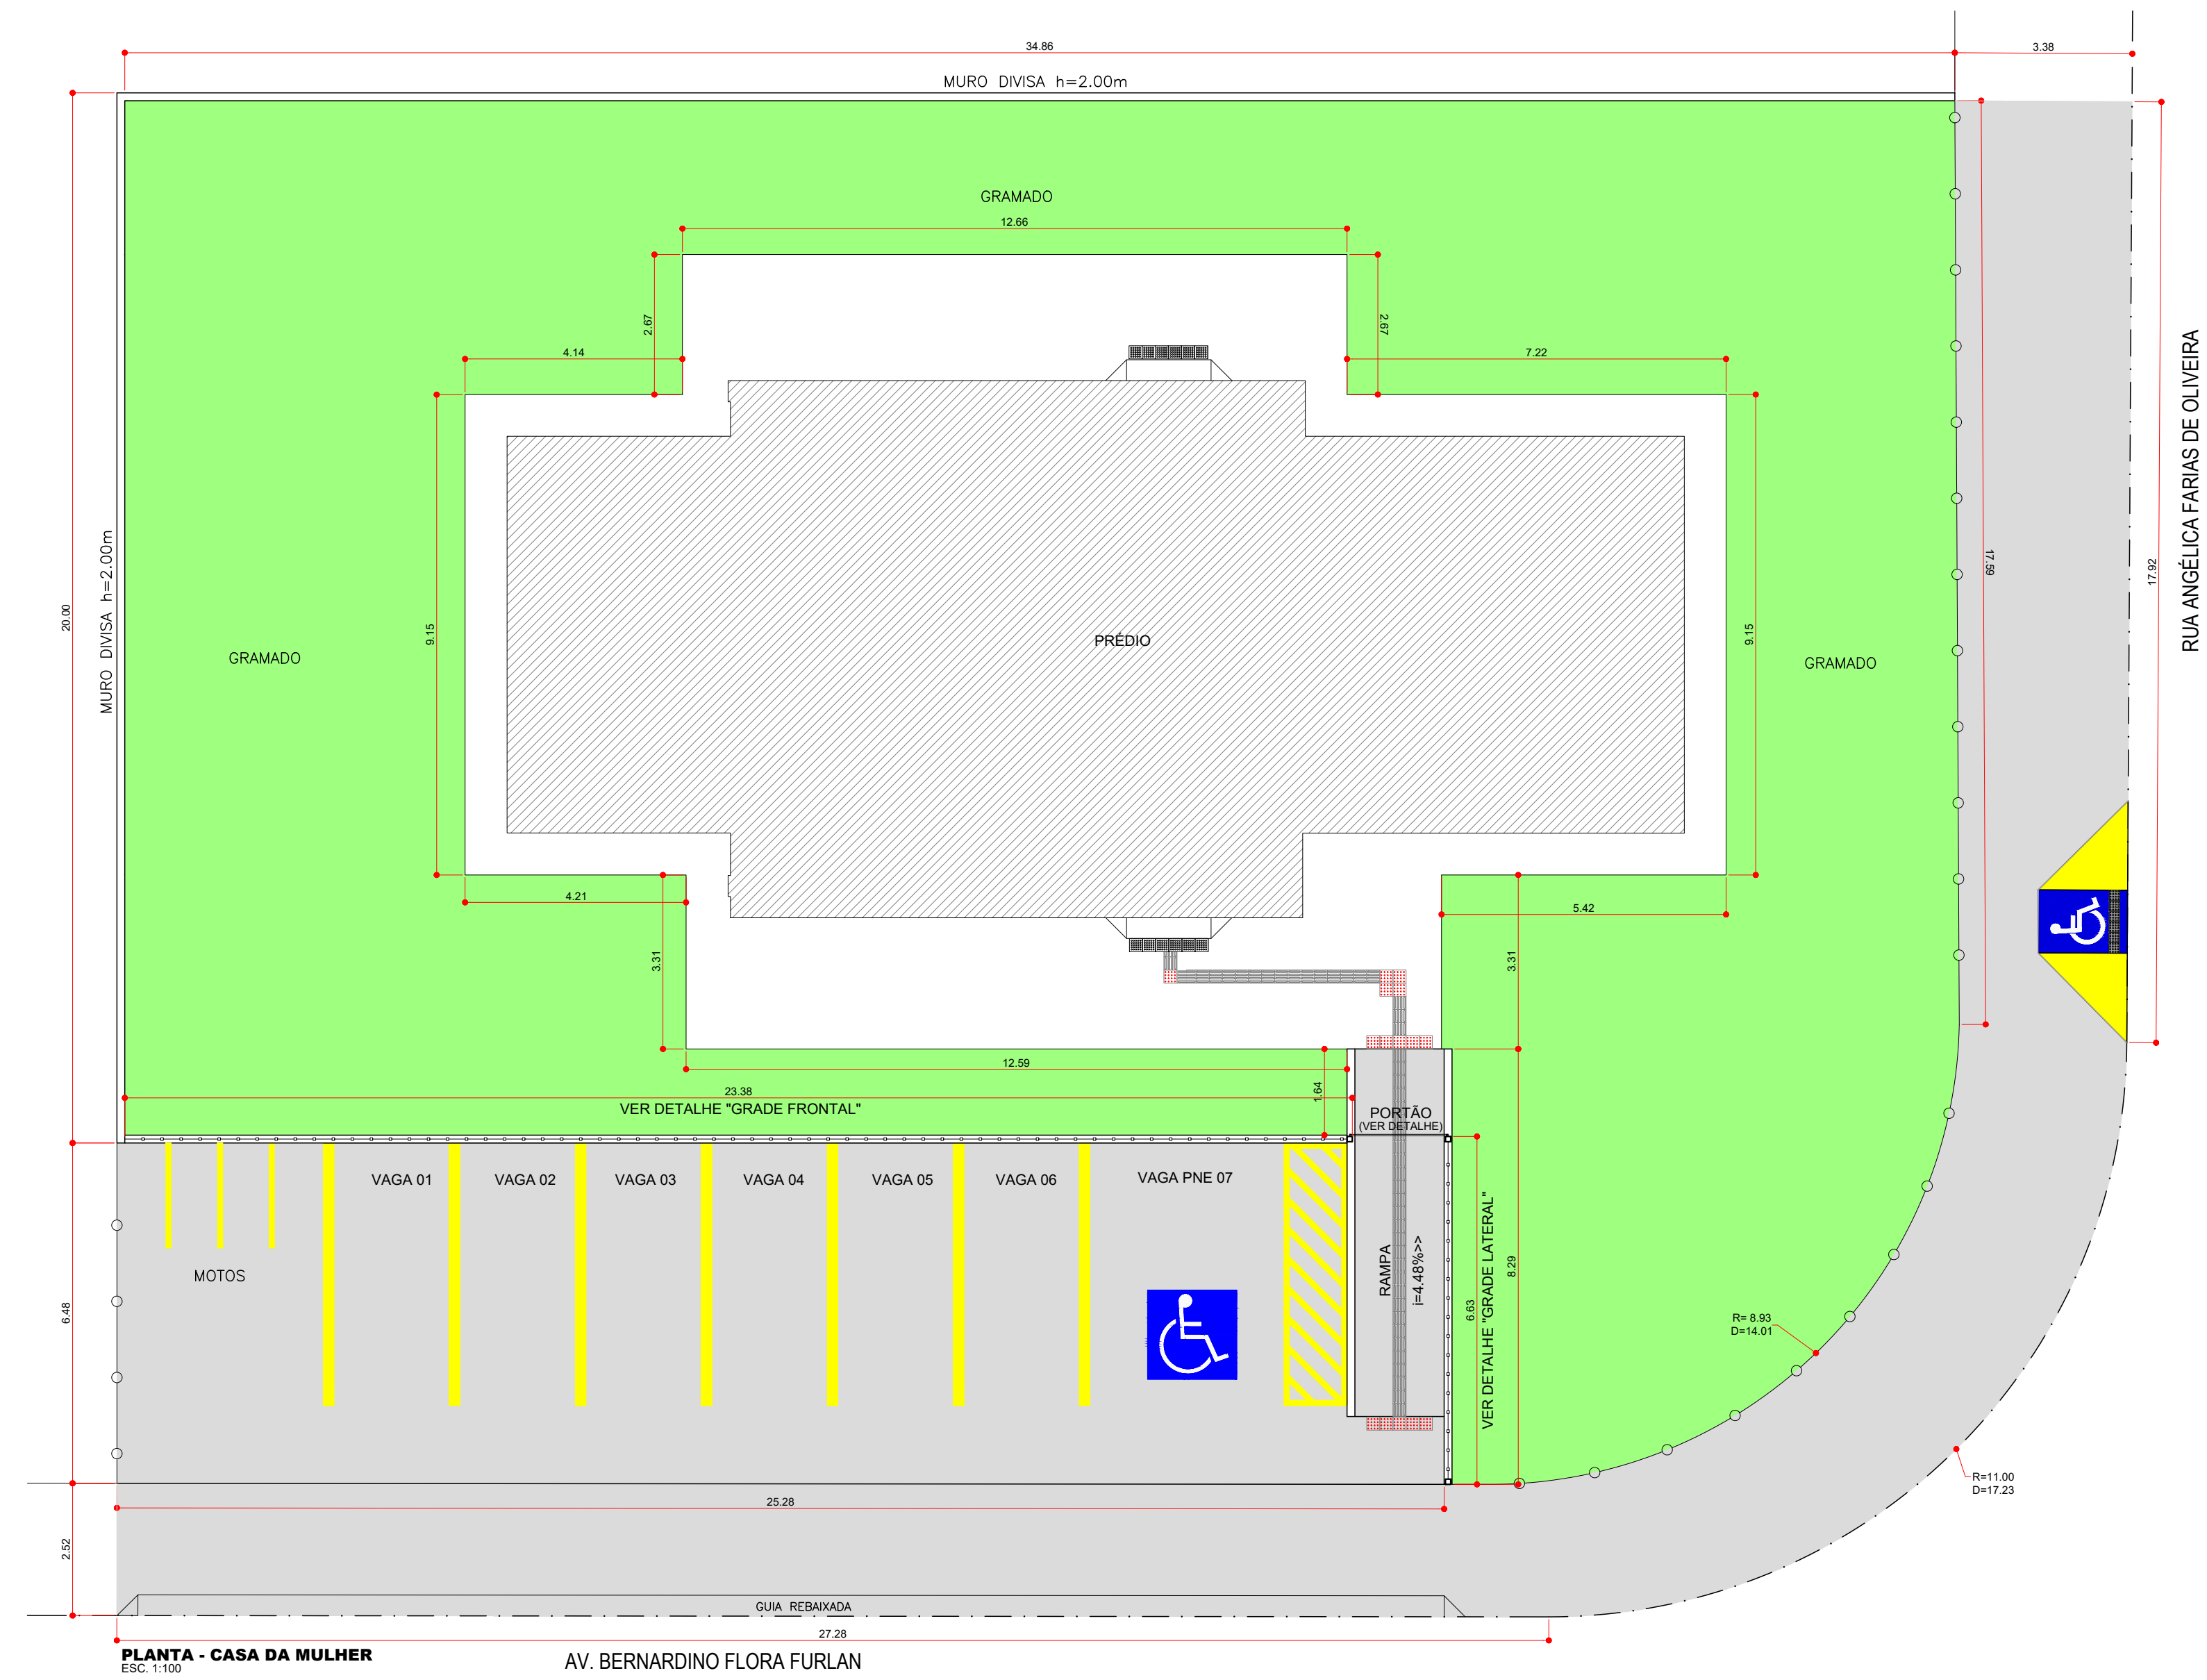 34.86
3.38
MURO DIVISA h=2.00m
GRAMADO
12.66
2.67
2.67
4.14
7.22
RUA ANGÉLICA FARIAS DE OLIVEIRA
MURO DIVISA h=2.00m
20.00
9.15
GRAMADO
PRÉDIO
9.15
GRAMADO
17.59
17.92
4.21
5.42
3.31
3.31
12.59
23.38
1.64
VER DETALHE "GRADE FRONTAL"
PORTÃO
(VER DETALHE)
VAGA 01
VAGA 02
VAGA 03
VAGA 04
VAGA 05
VAGA 06
VAGA PNE 07
MOTOS
6.48
RAMPA
i=4.48%>>
6.63
VER DETALHE "GRADE LATERAL"
8.29
R= 8.93
D=14.01
R=11.00
D=17.23
25.28
2.52
GUIA REBAIXADA
27.28
PLANTA - CASA DA MULHER
ESC. 1:100
AV. BERNARDINO FLORA FURLAN